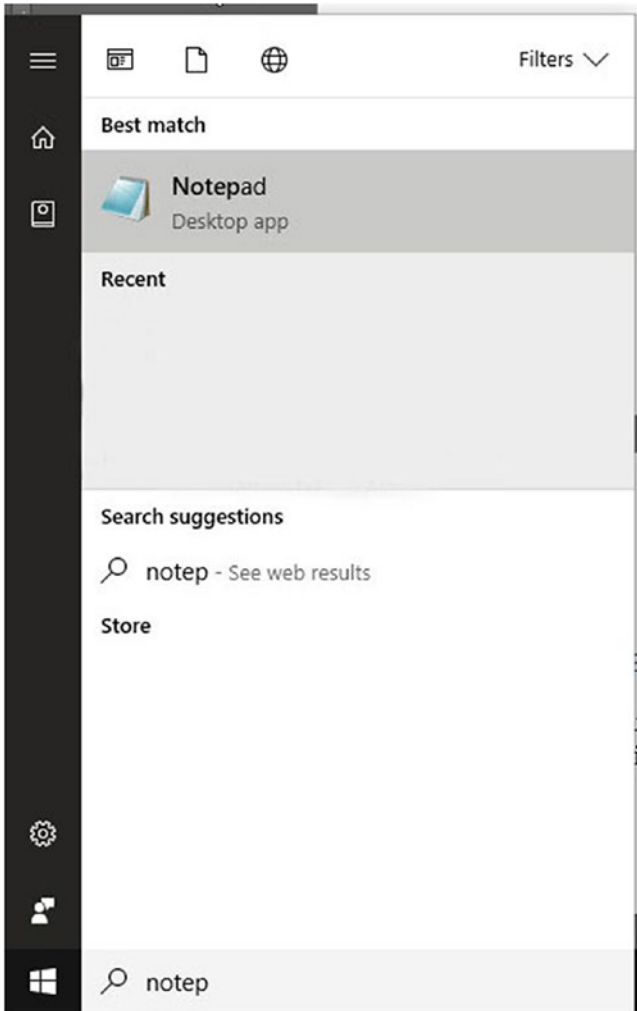 Filters
Best match
Notepad
Desktop app
Recent
Search suggestions
notep - See web results
Store
notep